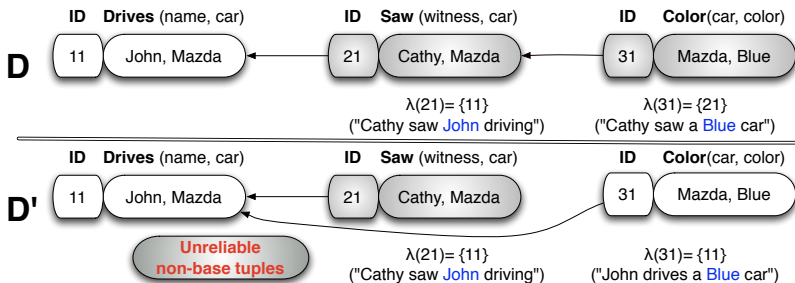 ID Drives (name, car) ID Saw (witness, car) ID Color(car, color)
D 11 John, Mazda 21 Cathy, Mazda 31 Mazda, Blue
λ(21)= {11} λ(31)= {21}
("Cathy saw John driving") ("Cathy saw a Blue car")
ID Drives (name, car) ID Saw (witness, car) ID Color(car, color)
D' 11 John, Mazda 21 Cathy, Mazda 31 Mazda, Blue
Unreliable
non-base tuples
λ(21)= {11} λ(31)= {11}
("Cathy saw John driving") ("John drives a Blue car")